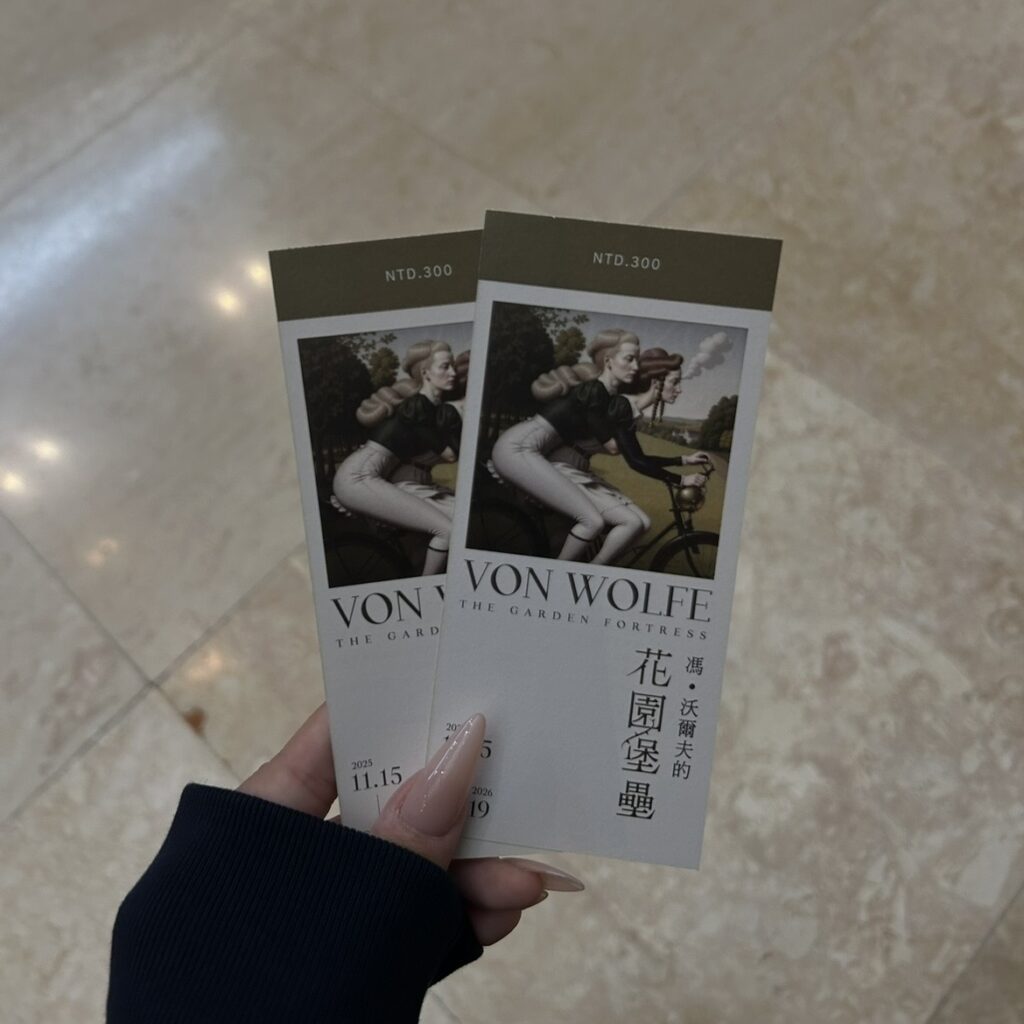 NTD.300
VON
THE GARD
2025
11.15
NTD.300
VON WOLFE
THE GARDEN FORTRESS
馮・沃爾夫的
花園堡壘
2026
19